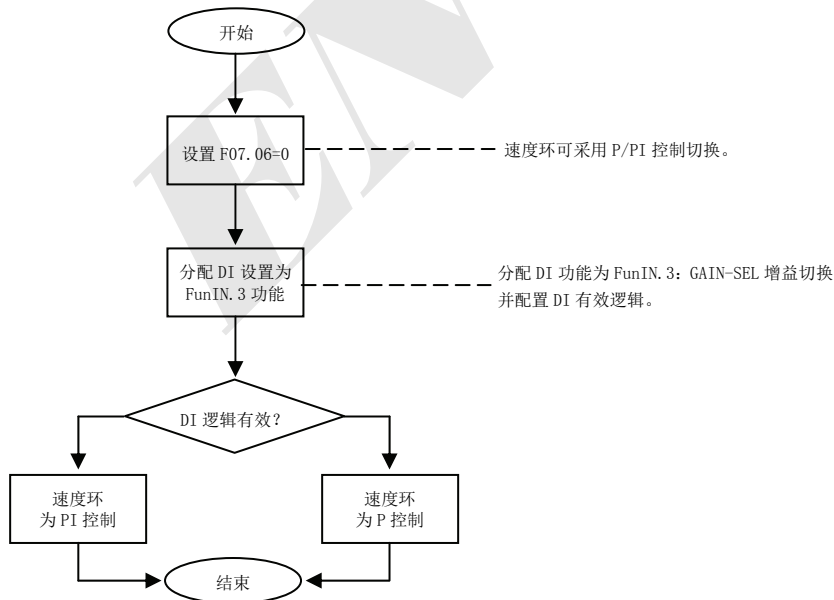 开始
设置 F07.06=0
速度环可采用 P/PI 控制切换。
分配 DI 设置为
FunIN.3 功能
分配 DI 功能为 FunIN.3: GAIN-SEL 增益切换
并配置 DI 有效逻辑。
DI 逻辑有效?
速度环
为 PI 控制
速度环
为 P 控制
结束
EN